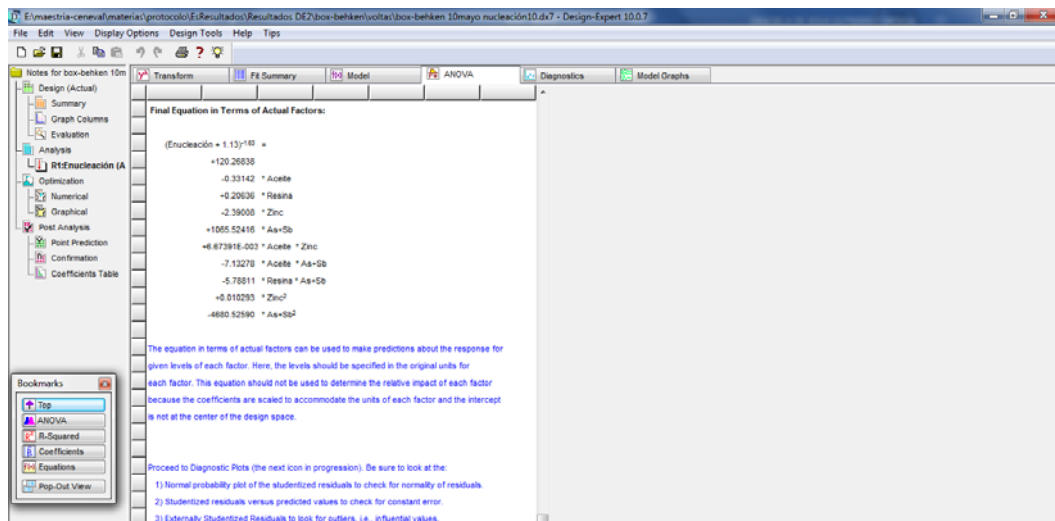 E:\maestria-ceneval\materias\protocolo\EsResultados\Resultados DE2\box-behken\voltas\box-behken 10mayo nucleación10.dx7 - Design-Expert 10.0.7
File Edit View Display Options Design Tools Help Tips
Notes for box-behken 10m
Design (Actual)
Summary
Graph Columns
Evaluation
Analysis
R1:Enucleación (A
Optimization
Numerical
Graphical
Post Analysis
Point Prediction
Confirmation
Coefficients Table
Transform Fit Summary Model ANOVA Diagnostics Model Graphs
Final Equation in Terms of Actual Factors:
(Enucleación + 1.13)-1.63 =
+120.26838
-0.33142 * Aceite
+0.20636 * Resina
-2.39008 * Zinc
+1065.52416 * As+Sb
+6.67391E-003 * Aceite * Zinc
-7.13278 * Aceite * As+Sb
-5.78811 * Resina * As+Sb
+0.010293 * Zinc²
-4680.52590 * As+Sb²
The equation in terms of actual factors can be used to make predictions about the response for
given levels of each factor. Here, the levels should be specified in the original units for
each factor. This equation should not be used to determine the relative impact of each factor
because the coefficients are scaled to accommodate the units of each factor and the intercept
is not at the center of the design space.
Proceed to Diagnostic Plots (the next icon in progression). Be sure to look at the:
1) Normal probability plot of the studentized residuals to check for normality of residuals.
2) Studentized residuals versus predicted values to check for constant error.
3) Externally Studentized Residuals to look for outliers, i.e., influential values.
Bookmarks
Top
ANOVA
R-Squared
Coefficients
Equations
Pop-Out View